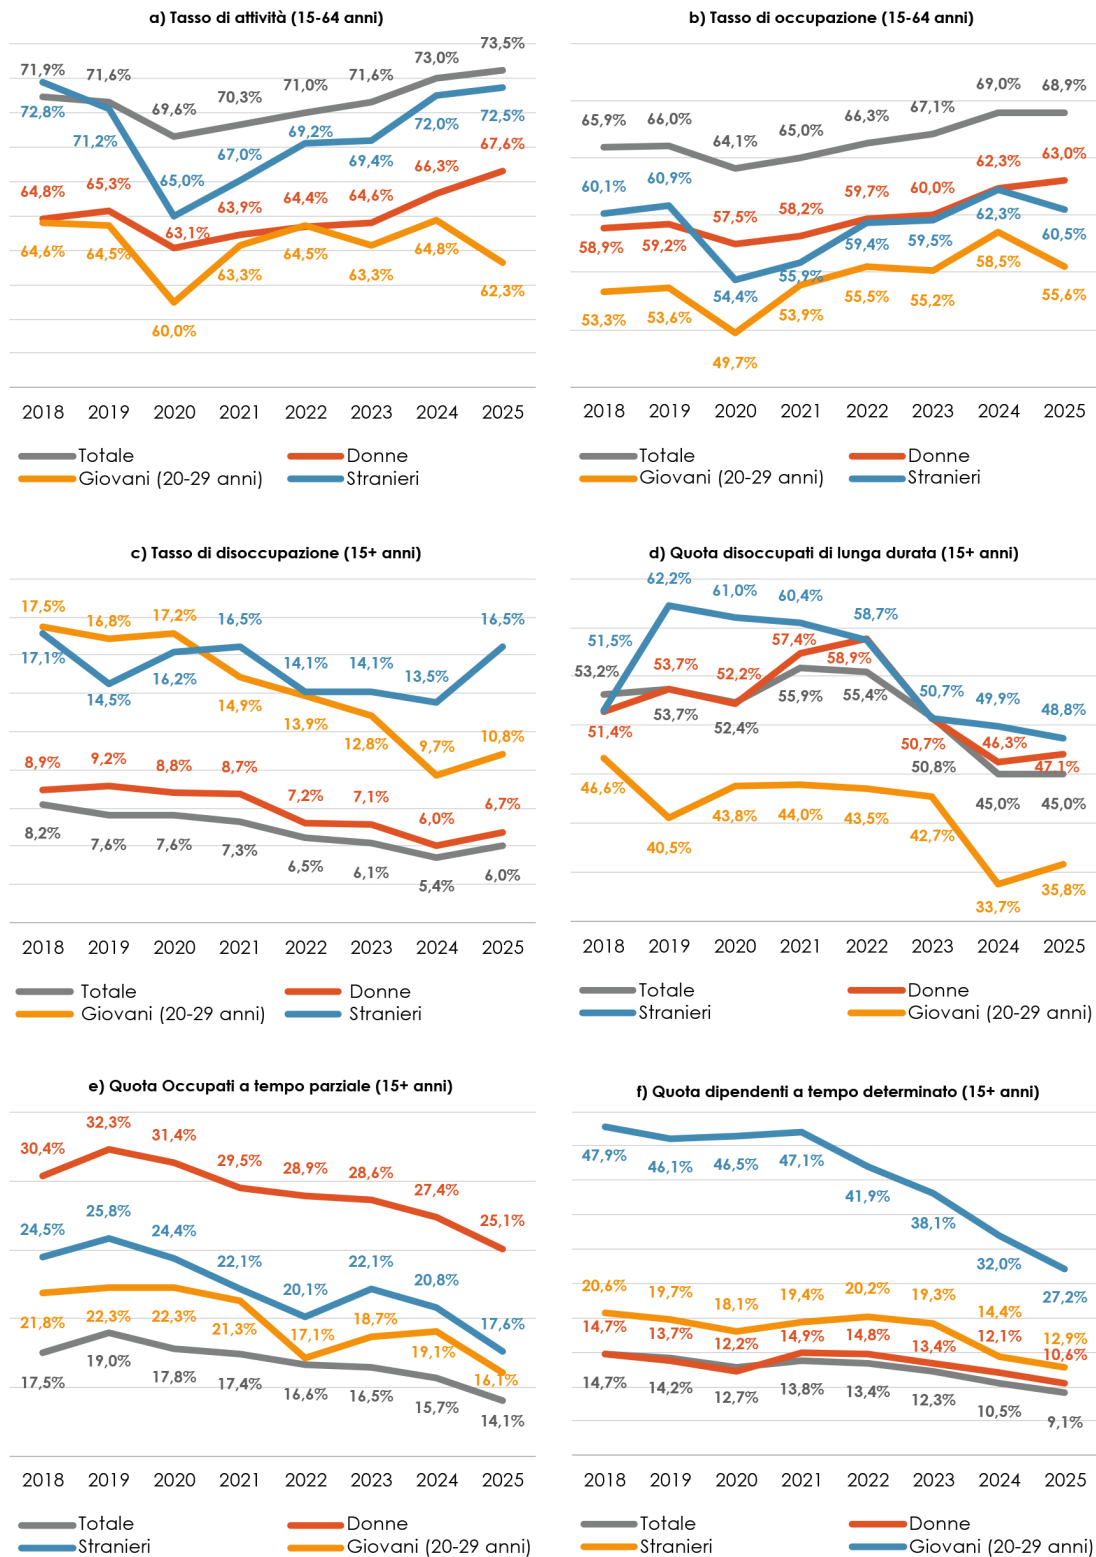 a) Tasso di attività (15-64 anni)
71,9% 71,6% 69,6% 70,3% 71,0% 71,6% 73,0% 73,5%
72,8% 71,2% 65,0% 67,0% 69,2% 69,4% 72,0% 72,5%
64,8% 65,3% 63,1% 63,9% 64,4% 64,6% 66,3% 67,6%
64,6% 64,5% 60,0% 63,3% 64,5% 63,3% 64,8% 62,3%
2018 2019 2020 2021 2022 2023 2024 2025
Totale Donne
Giovani (20-29 anni) Stranieri
b) Tasso di occupazione (15-64 anni)
65,9% 66,0% 64,1% 65,0% 66,3% 67,1% 69,0% 68,9%
60,1% 60,9% 54,4% 55,9% 59,4% 59,5% 62,3% 60,5%
58,9% 59,2% 57,5% 58,2% 59,7% 60,0% 62,3% 63,0%
53,3% 53,6% 49,7% 53,9% 55,5% 55,2% 58,5% 55,6%
2018 2019 2020 2021 2022 2023 2024 2025
Totale Donne
Giovani (20-29 anni) Stranieri
c) Tasso di disoccupazione (15+ anni)
17,5% 16,8% 17,2% 14,9% 13,9% 12,8% 9,7% 10,8%
17,1% 14,5% 16,2% 16,5% 14,1% 14,1% 13,5% 16,5%
8,9% 9,2% 8,8% 8,7% 7,2% 7,1% 6,0% 6,7%
8,2% 7,6% 7,6% 7,3% 6,5% 6,1% 5,4% 6,0%
2018 2019 2020 2021 2022 2023 2024 2025
Totale Donne
Giovani (20-29 anni) Stranieri
d) Quota disoccupati di lunga durata (15+ anni)
51,5% 62,2% 61,0% 60,4% 58,7% 50,7% 49,9% 48,8%
53,2% 53,7% 52,4% 55,9% 55,4% 50,8% 45,0% 45,0%
51,4% 53,7% 52,2% 57,4% 58,9% 50,7% 46,3% 47,1%
46,6% 40,5% 43,8% 44,0% 43,5% 42,7% 33,7% 35,8%
2018 2019 2020 2021 2022 2023 2024 2025
Totale Donne
Stranieri Giovani (20-29 anni)
e) Quota Occupati a tempo parziale (15+ anni)
30,4% 32,3% 31,4% 29,5% 28,9% 28,6% 27,4% 25,1%
24,5% 25,8% 24,4% 22,1% 20,1% 22,1% 20,8% 17,6%
21,8% 22,3% 22,3% 21,3% 17,1% 18,7% 19,1% 16,1%
17,5% 19,0% 17,8% 17,4% 16,6% 16,5% 15,7% 14,1%
2018 2019 2020 2021 2022 2023 2024 2025
Totale Donne
Stranieri Giovani (20-29 anni)
f) Quota dipendenti a tempo determinato (15+ anni)
47,9% 46,1% 46,5% 47,1% 41,9% 38,1% 32,0% 27,2%
20,6% 19,7% 18,1% 19,4% 20,2% 19,3% 14,4% 12,9%
14,7% 13,7% 12,2% 14,9% 14,8% 13,4% 12,1% 10,6%
14,7% 14,2% 12,7% 13,8% 13,4% 12,3% 10,5% 9,1%
2018 2019 2020 2021 2022 2023 2024 2025
Totale Donne
Stranieri Giovani (20-29 anni)